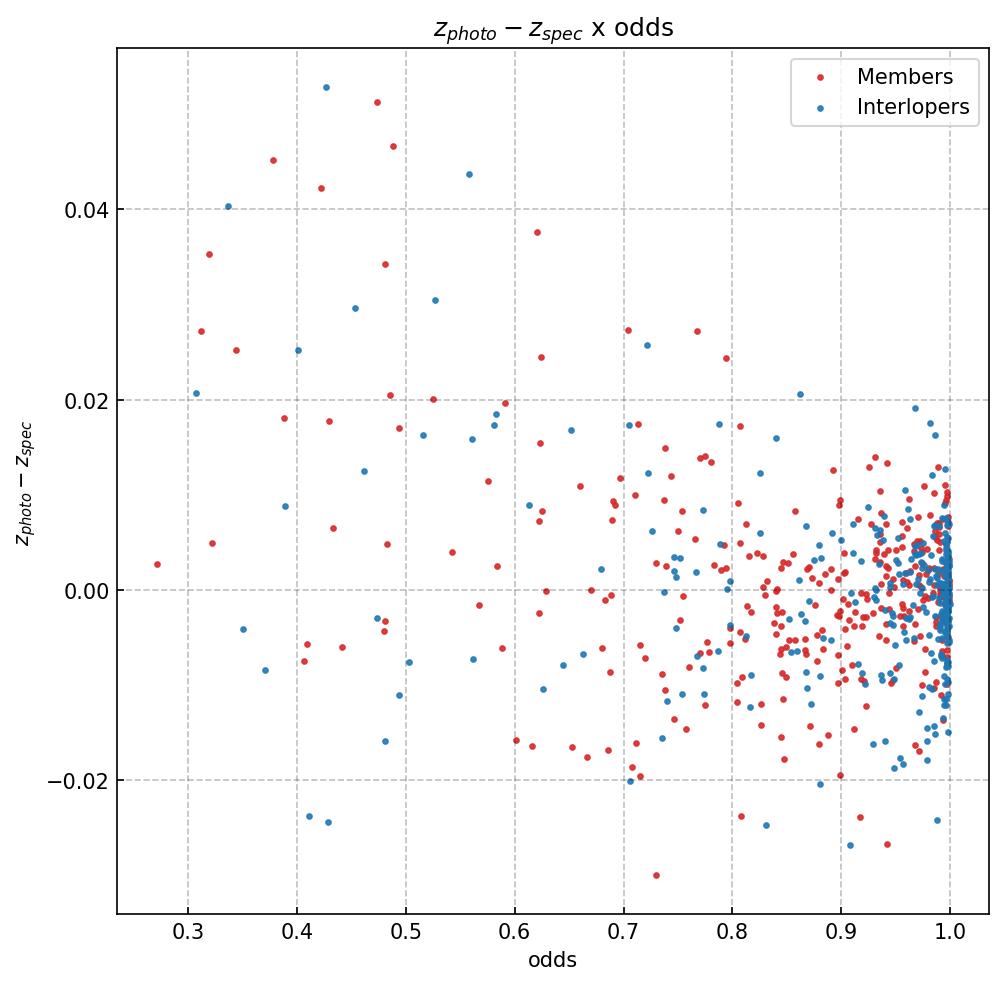 z_photo − z_spec x odds
Members
Interlopers
z_photo − z_spec
0.04
0.02
0.00
−0.02
0.3 0.4 0.5 0.6 0.7 0.8 0.9 1.0
odds